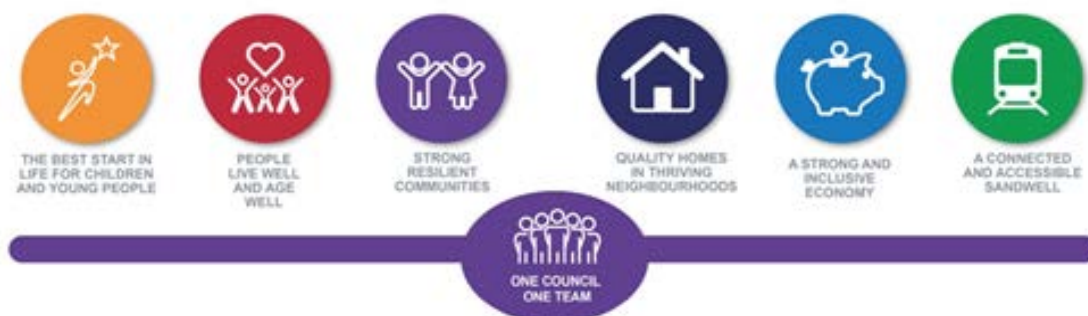 THE BEST START IN
LIFE FOR CHILDREN
AND YOUNG PEOPLE
PEOPLE
LIVE WELL
AND AGE
WELL
STRONG
RESILIENT
COMMUNITIES
QUALITY HOMES
IN THRIVING
NEIGHBOURHOODS
A STRONG AND
INCLUSIVE
ECONOMY
A CONNECTED
AND ACCESSIBLE
SANDWELL
ONE COUNCIL
ONE TEAM